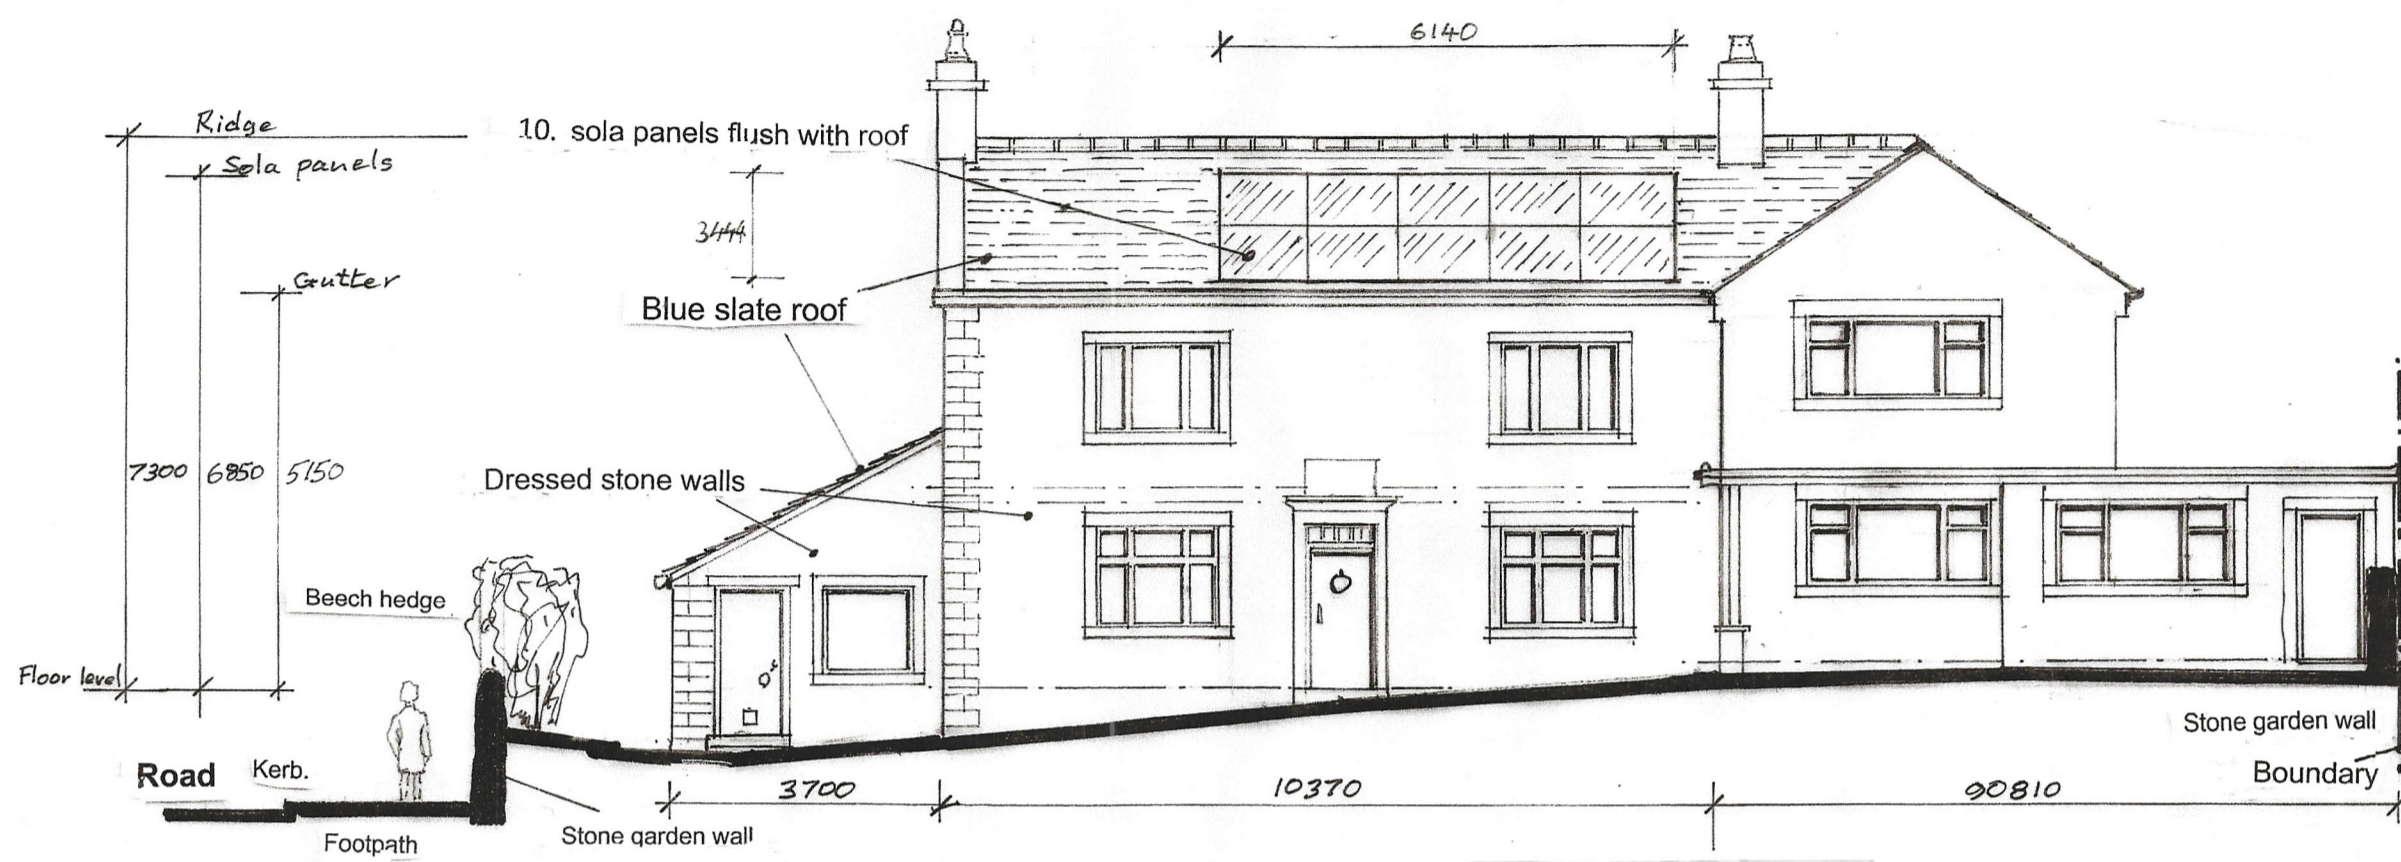 6140
Ridge
10. sola panels flush with roof
Sola panels
3444
Gutter
Blue slate roof
7300 6850 5150
Dressed stone walls
Beech hedge
Floor level
Stone garden wall
Road Kerb.
Boundary
3700 10370 90810
Stone garden wall
Footpath